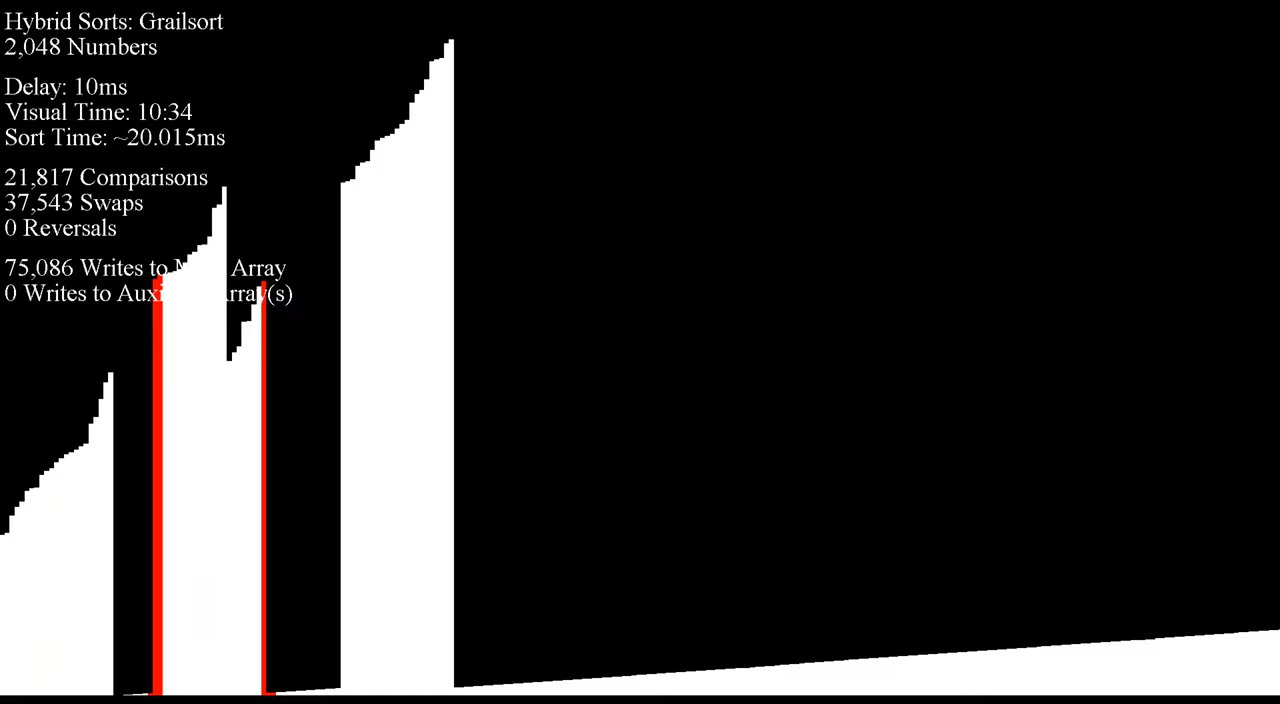 Hybrid Sorts: Grailsort
2,048 Numbers
Delay: 10ms
Visual Time: 10:34
Sort Time: ~20.015ms
21,817 Comparisons
37,543 Swaps
0 Reversals
75,086 Writes to Array
0 Writes to